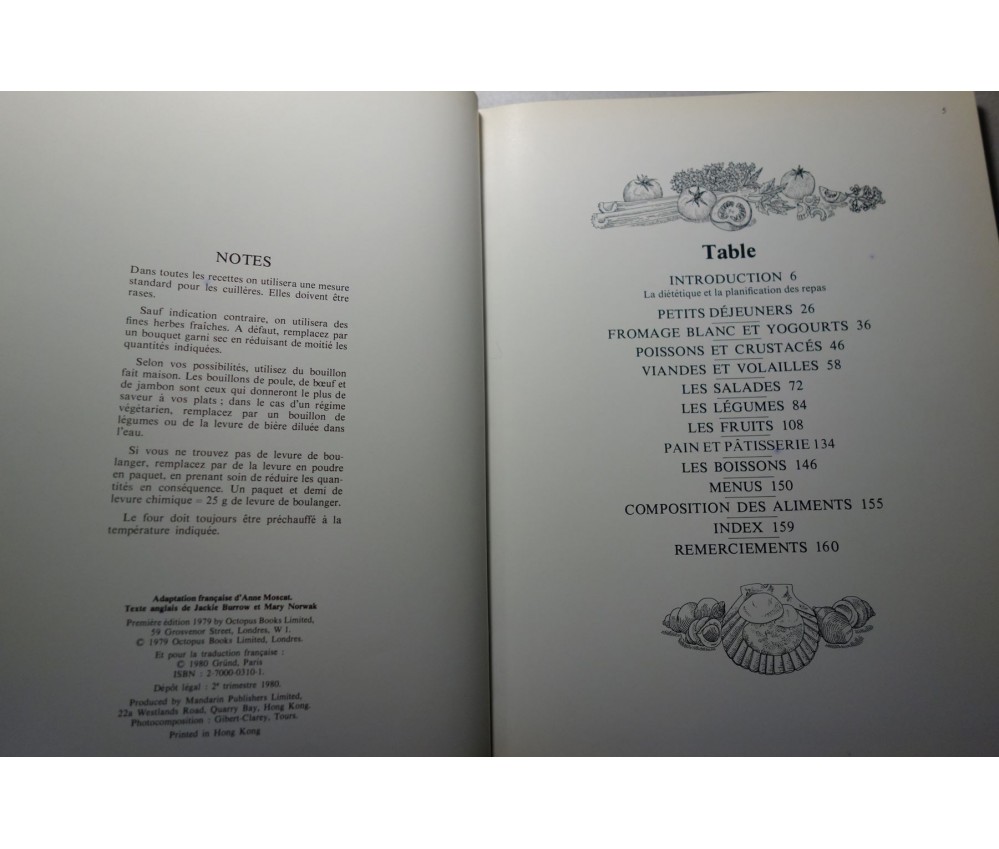 NOTES
Dans toutes les recettes on utilisera une mesure
standard pour les cuillères. Elles doivent être
rases.
Sauf indication contraire, on utilisera des
fines herbes fraîches. A défaut, remplacez par
un bouquet garni sec en réduisant de moitié les
quantités indiquées.
Selon vos possibilités, utilisez du bouillon
fait maison. Les bouillons de poule, de bœuf et
de jambon sont ceux qui donneront le plus de
saveur à vos plats ; dans le cas d'un régime
végétarien, remplacez par un bouillon de
légumes ou de la levure de bière diluée dans
l'eau.
Si vous ne trouvez pas de levure de bou-
langer, remplacez par de la levure en poudre
en paquet, en prenant soin de réduire les quan-
tités en conséquence. Un paquet et demi de
levure chimique = 25 g de levure de boulanger.
Le four doit toujours être préchauffé à la
température indiquée.
Adaptation française d'Anne Moscat.
Texte anglais de Jackie Burrow et Mary Norwak
Première édition 1979 by Octopus Books Limited,
59 Grosvenor Street, Londres, W 1.
© 1979 Octopus Books Limited, Londres.
Et pour la traduction française :
© 1980 Gründ, Paris
ISBN : 2-7000-0310-1.
Dépôt légal : 2e trimestre 1980.
Produced by Mandarin Publishers Limited,
22a Westlands Road, Quarry Bay, Hong Kong.
Photocomposition : Gibert-Clarey, Tours.
Printed in Hong Kong
5
Table
INTRODUCTION 6
La diététique et la planification des repas
PETITS DÉJEUNERS 26
FROMAGE BLANC ET YOGOURTS 36
POISSONS ET CRUSTACÉS 46
VIANDES ET VOLAILLES 58
LES SALADES 72
LES LÉGUMES 84
LES FRUITS 108
PAIN ET PÂTISSERIE 134
LES BOISSONS 146
MENUS 150
COMPOSITION DES ALIMENTS 155
INDEX 159
REMERCIEMENTS 160